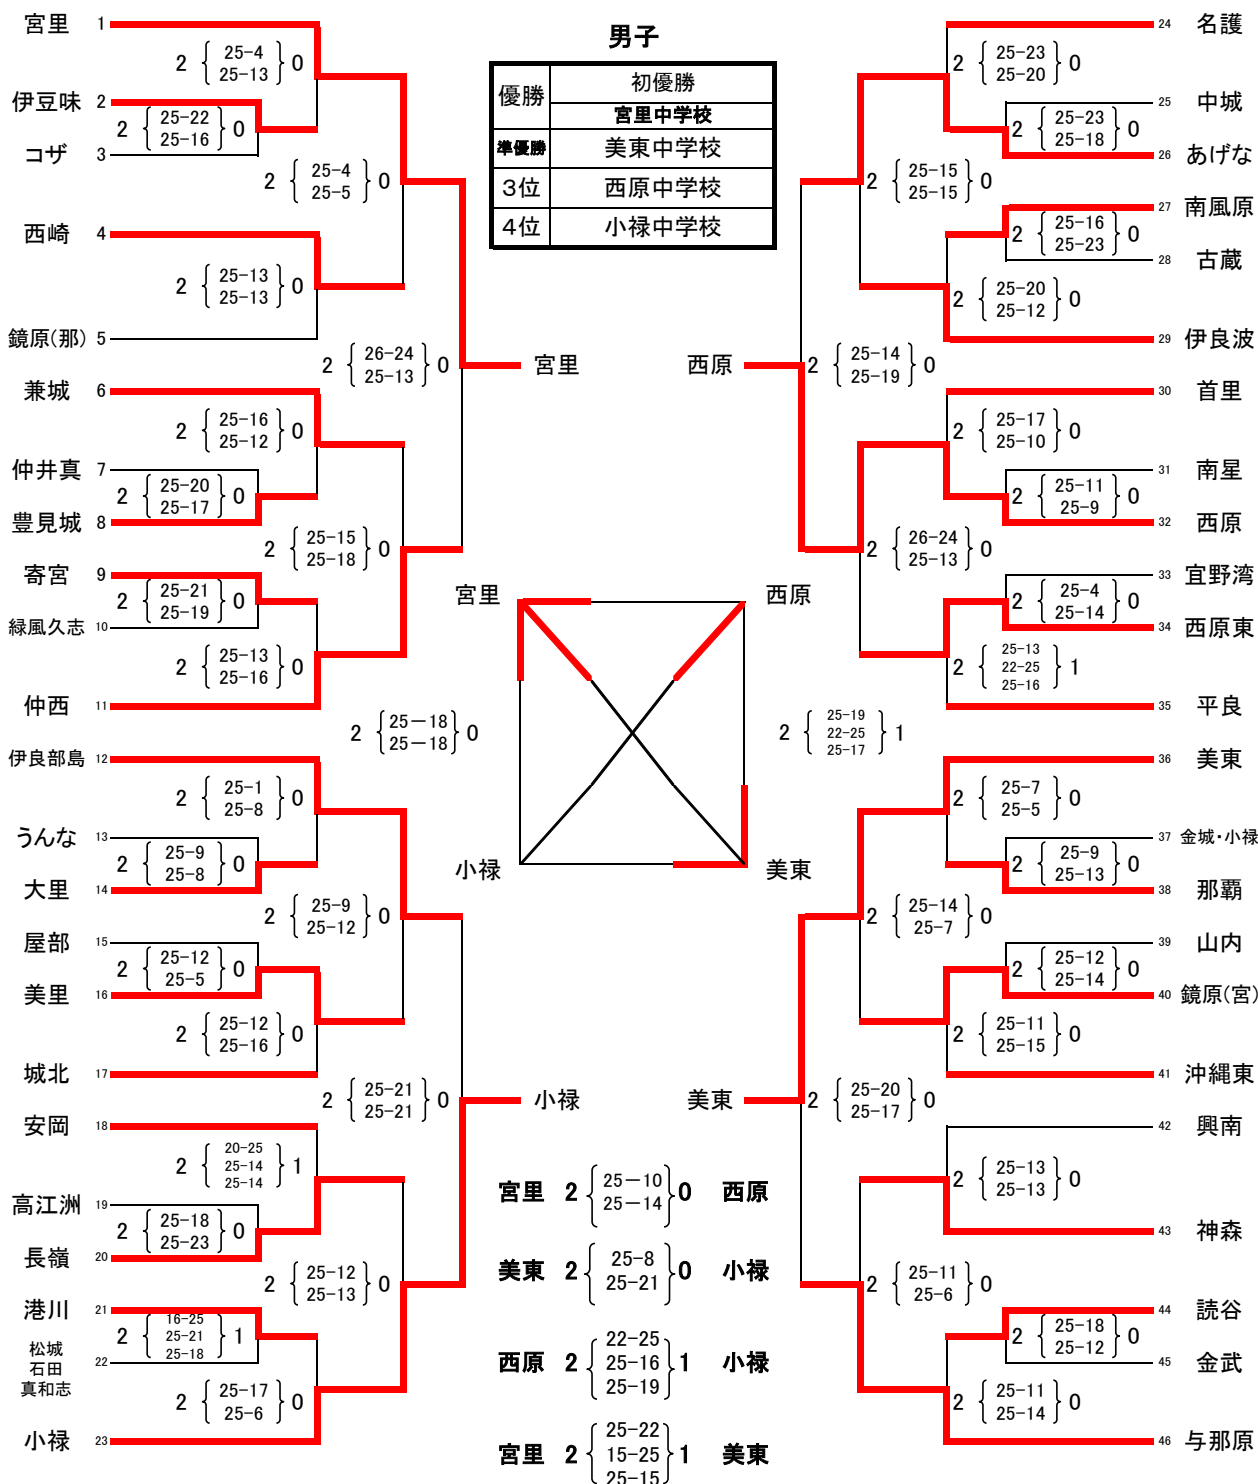 男子
優勝 初優勝
宮里中学校
準優勝 美東中学校
3位 西原中学校
4位 小禄中学校
宮里 1
2 25-4 0
25-13
伊豆味 2
2 25-22 0
25-16
コザ 3
2 25-4 0
25-5
西崎 4
2 25-13 0
25-13
鏡原(那) 5
2 26-24 0
25-13
宮里
兼城 6
2 25-16 0
25-12
仲井真 7
2 25-20 0
25-17
豊見城 8
2 25-15 0
25-18
寄宮 9
2 25-21 0
25-19
緑風久志 10
2 25-13 0
25-16
仲西 11
2 25-18 0
25-18
伊良部島 12
2 25-1 0
25-8
うんな 13
2 25-9 0
25-8
大里 14
2 25-9 0
25-12
屋部 15
2 25-12 0
25-5
美里 16
2 25-12 0
25-16
城北 17
2 25-21 0
25-21
小禄
安岡 18
2 20-25 1
25-14
25-14
高江洲 19
2 25-18 0
25-23
長嶺 20
2 25-12 0
25-13
港川 21
2 16-25 1
25-21
25-18
松城 22
石田
真和志
2 25-17 0
25-6
小禄 23
宮里 西原
小禄 美東
宮里 2 25-10 0 西原
25-14
美東 2 25-8 0 小禄
25-21
西原 2 22-25 1 小禄
25-16
25-19
宮里 2 25-22 1 美東
15-25
25-15
24 名護
2 25-23 0
25-20
25 中城
2 25-23 0
25-18
26 あげな
2 25-15 0
25-15
27 南風原
2 25-16 0
25-23
28 古蔵
2 25-20 0
25-12
29 伊良波
西原
2 25-14 0
25-19
30 首里
2 25-17 0
25-10
31 南星
2 25-11 0
25-9
32 西原
2 26-24 0
25-13
33 宜野湾
2 25-4 0
25-14
34 西原東
2 25-13 1
22-25
25-16
35 平良
2 25-19 1
22-25
25-17
36 美東
2 25-7 0
25-5
37 金城・小禄
2 25-9 0
25-13
38 那覇
2 25-14 0
25-7
39 山内
2 25-12 0
25-14
40 鏡原(宮)
2 25-11 0
25-15
41 沖縄東
美東
2 25-20 0
25-17
42 興南
2 25-13 0
25-13
43 神森
2 25-11 0
25-6
44 読谷
2 25-18 0
25-12
45 金武
2 25-11 0
25-14
46 与那原